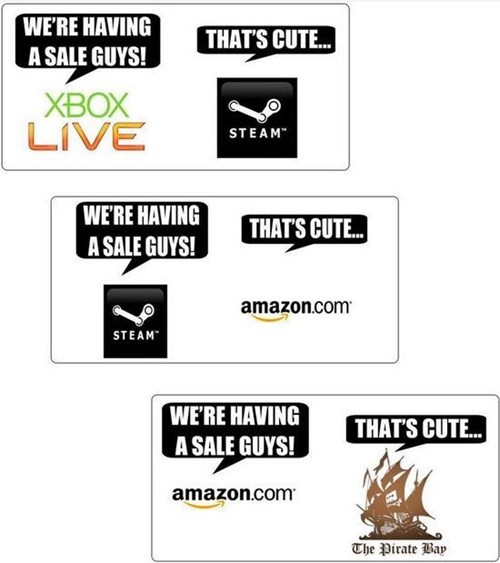 WE'RE HAVING
A SALE GUYS!
THAT'S CUTE...
XBOX
LIVE
STEAM™
WE'RE HAVING
A SALE GUYS!
THAT'S CUTE...
STEAM™
amazon.com
WE'RE HAVING
A SALE GUYS!
THAT'S CUTE...
amazon.com
The Pirate Bay